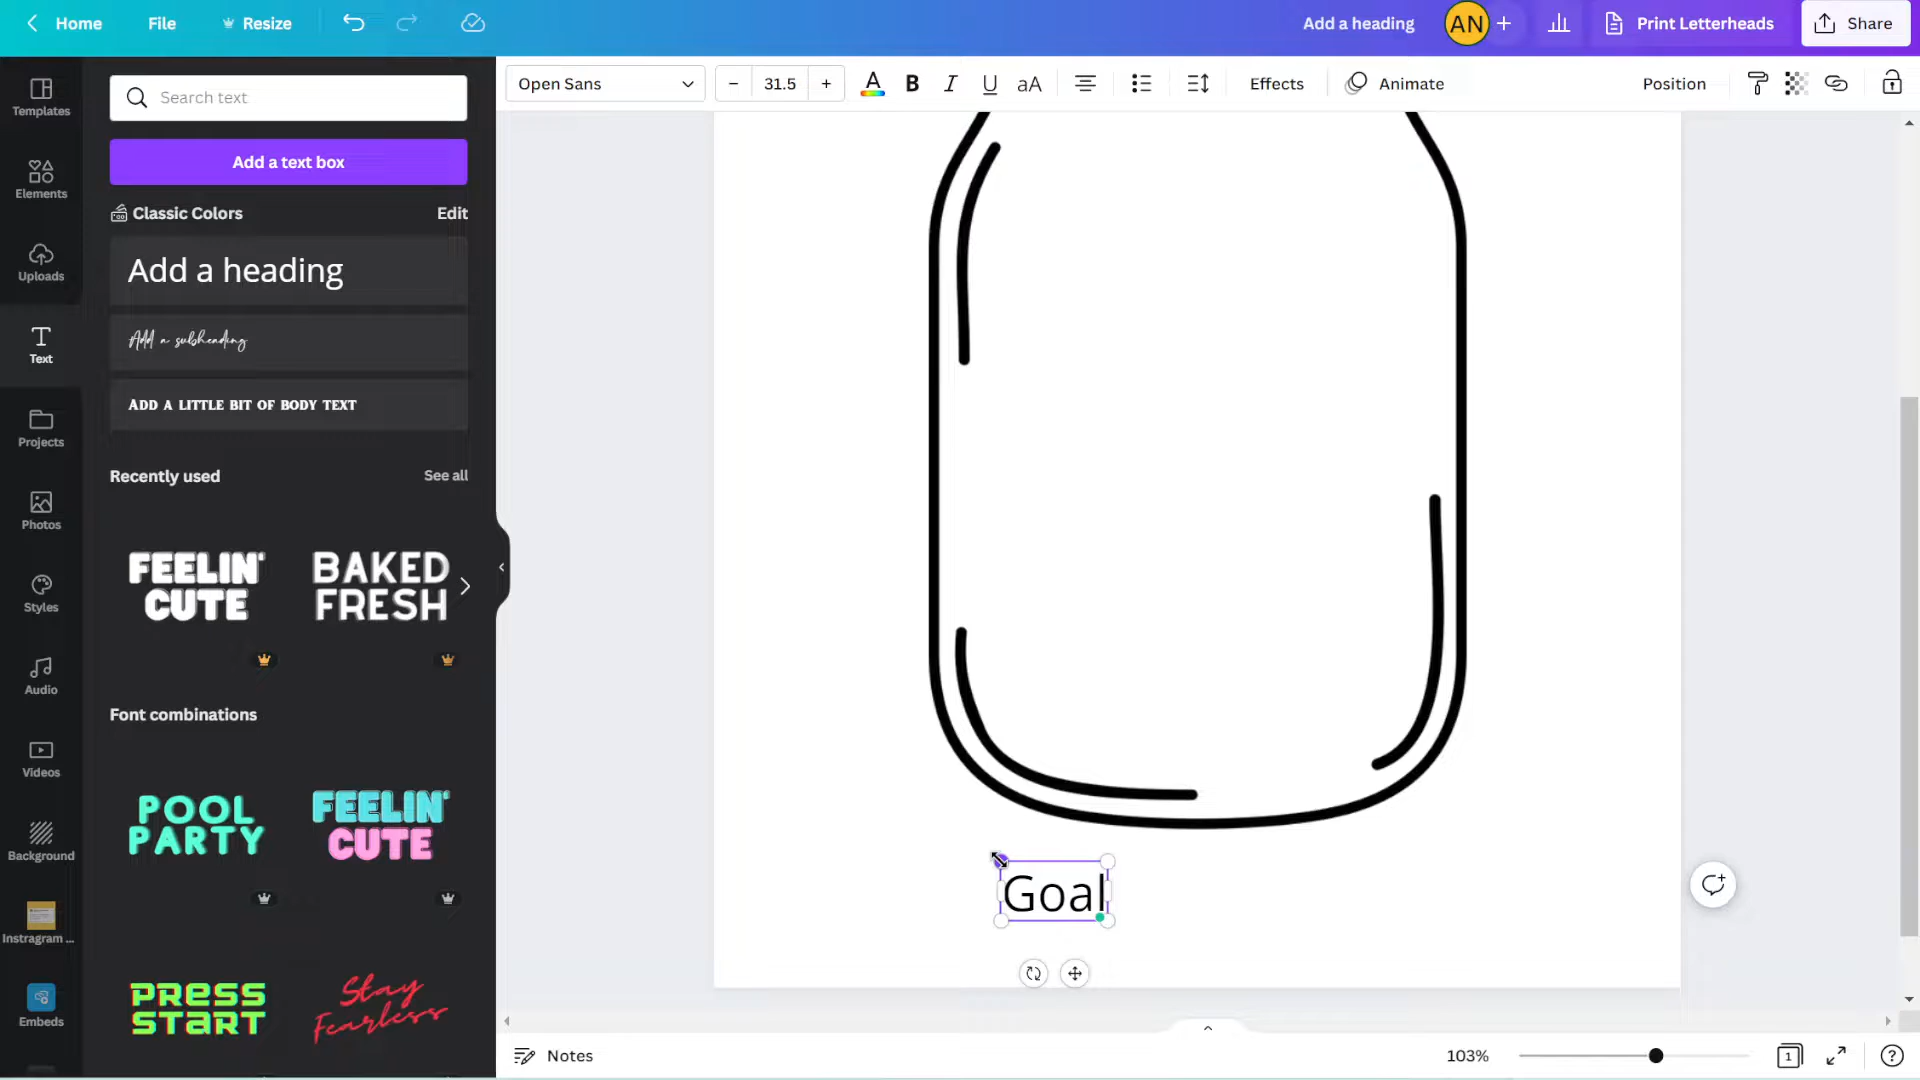 Home File Resize Add a heading AN Print Letterheads Share
Open Sans 31.5 A B I U aA Effects Animate Position
Templates
Elements
Uploads
Text
Projects
Photos
Styles
Audio
Videos
Background
Instragram ...
Embeds
Search text
Add a text box
Classic Colors Edit
Add a heading
Add a subheading
ADD A LITTLE BIT OF BODY TEXT
Recently used See all
FEELIN'
CUTE
BAKED
FRESH
Font combinations
POOL
PARTY
FEELIN'
CUTE
PRESS
START
Stay
Fearless
Goal
Notes 103% 1